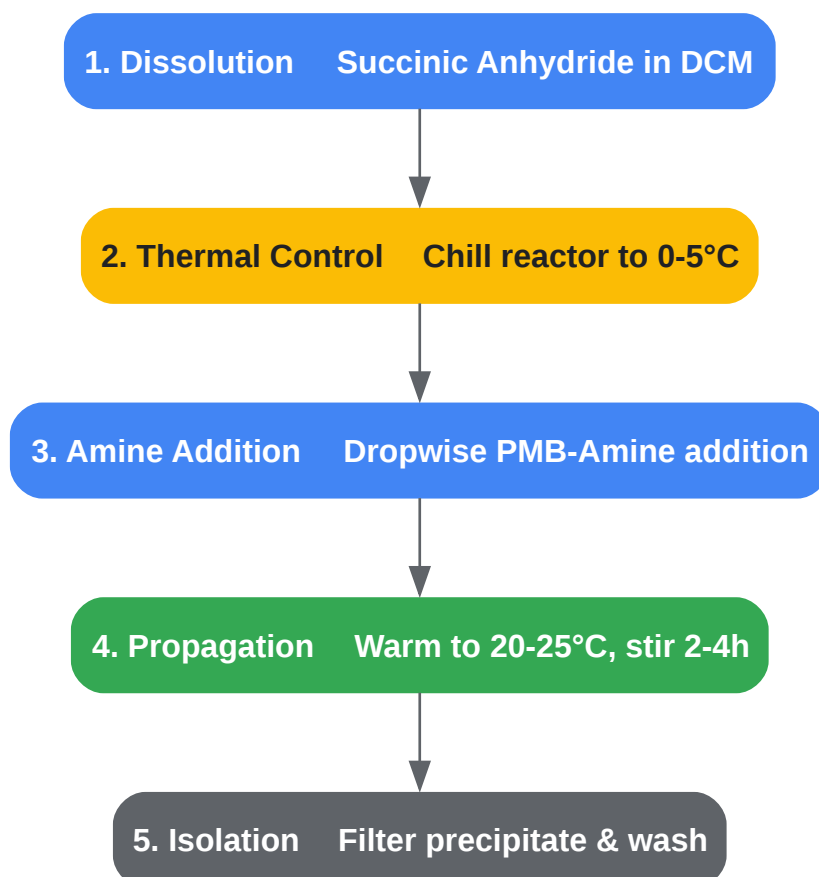 1. Dissolution Succinic Anhydride in DCM
2. Thermal Control Chill reactor to 0-5°C
3. Amine Addition Dropwise PMB-Amine addition
4. Propagation Warm to 20-25°C, stir 2-4h
5. Isolation Filter precipitate & wash